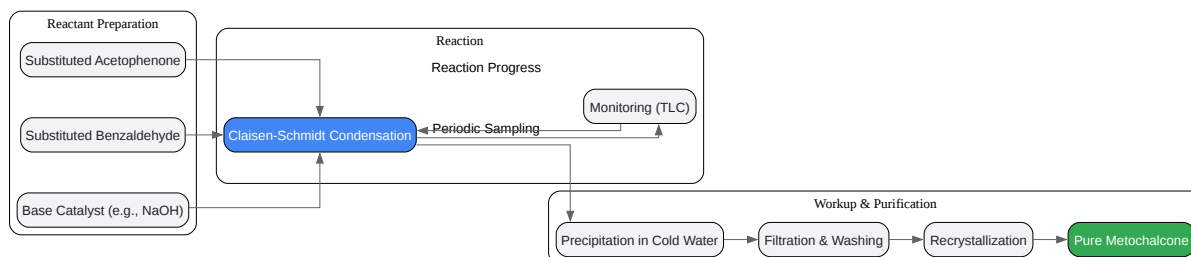 Reactant Preparation
Substituted Acetophenone
Substituted Benzaldehyde
Base Catalyst (e.g., NaOH)
Reaction
Reaction Progress
Monitoring (TLC)
Claisen-Schmidt Condensation
Periodic Sampling
Workup & Purification
Precipitation in Cold Water
Filtration & Washing
Recrystallization
Pure Metochalcone